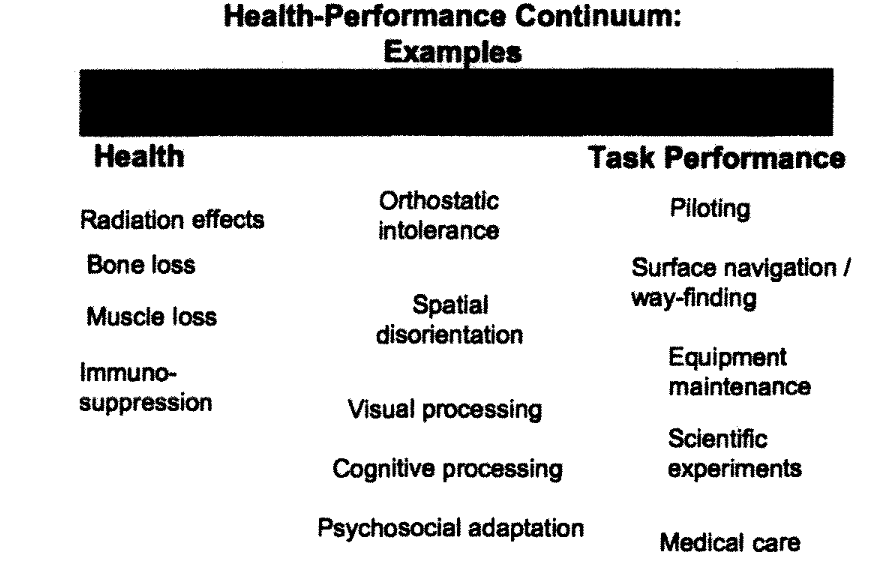 Health-Performance Continuum:
Examples
Health
Task Performance
Radiation effects
Bone loss
Muscle loss
Immuno-
suppression
Orthostatic
intolerance
Spatial
disorientation
Visual processing
Cognitive processing
Psychosocial adaptation
Piloting
Surface navigation /
way-finding
Equipment
maintenance
Scientific
experiments
Medical care